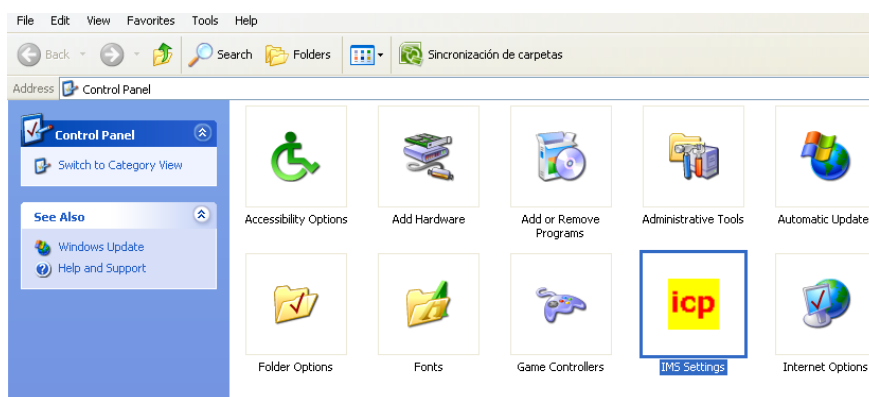 File Edit View Favorites Tools Help
Back Search Folders Sincronización de carpetas
Address Control Panel
Control Panel
Switch to Category View
See Also
Windows Update
Help and Support
Accessibility Options Add Hardware Add or Remove Programs Administrative Tools Automatic Update
icp
Folder Options Fonts Game Controllers IMS Settings Internet Options